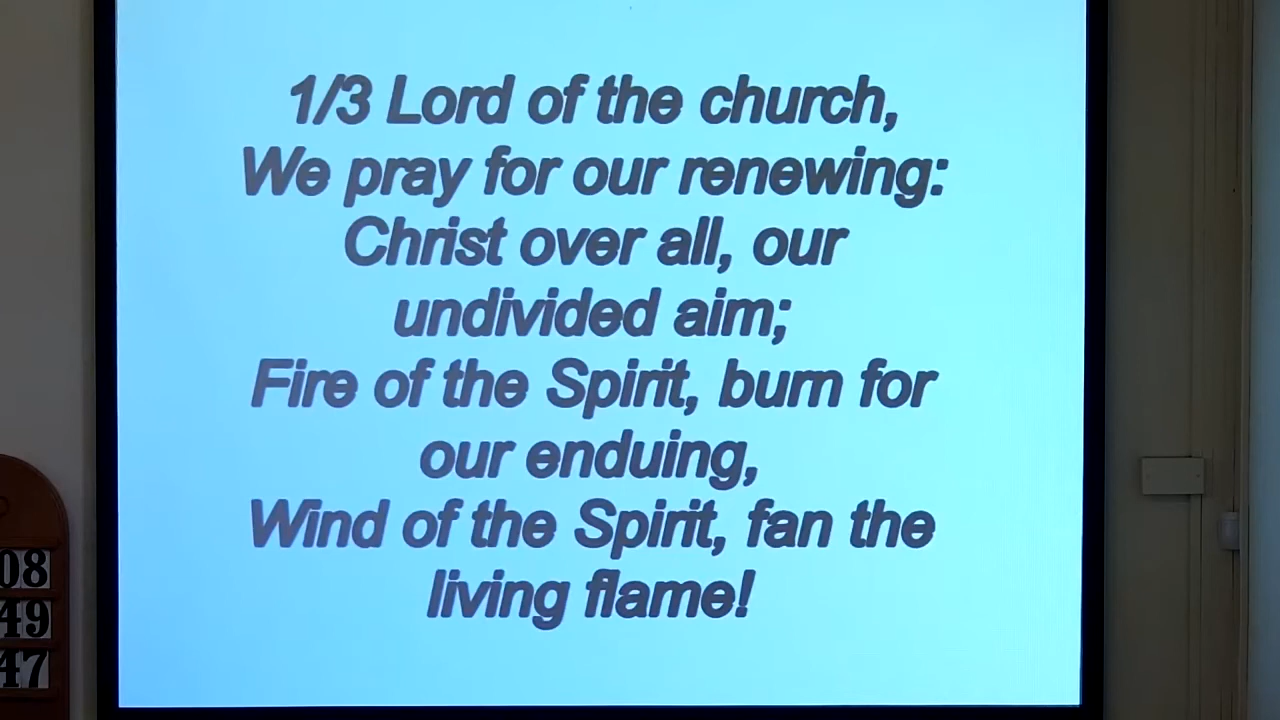 1/3 Lord of the church,
We pray for our renewing:
Christ over all, our
undivided aim;
Fire of the Spirit, burn for
our enduing,
Wind of the Spirit, fan the
living flame!
08
49
47